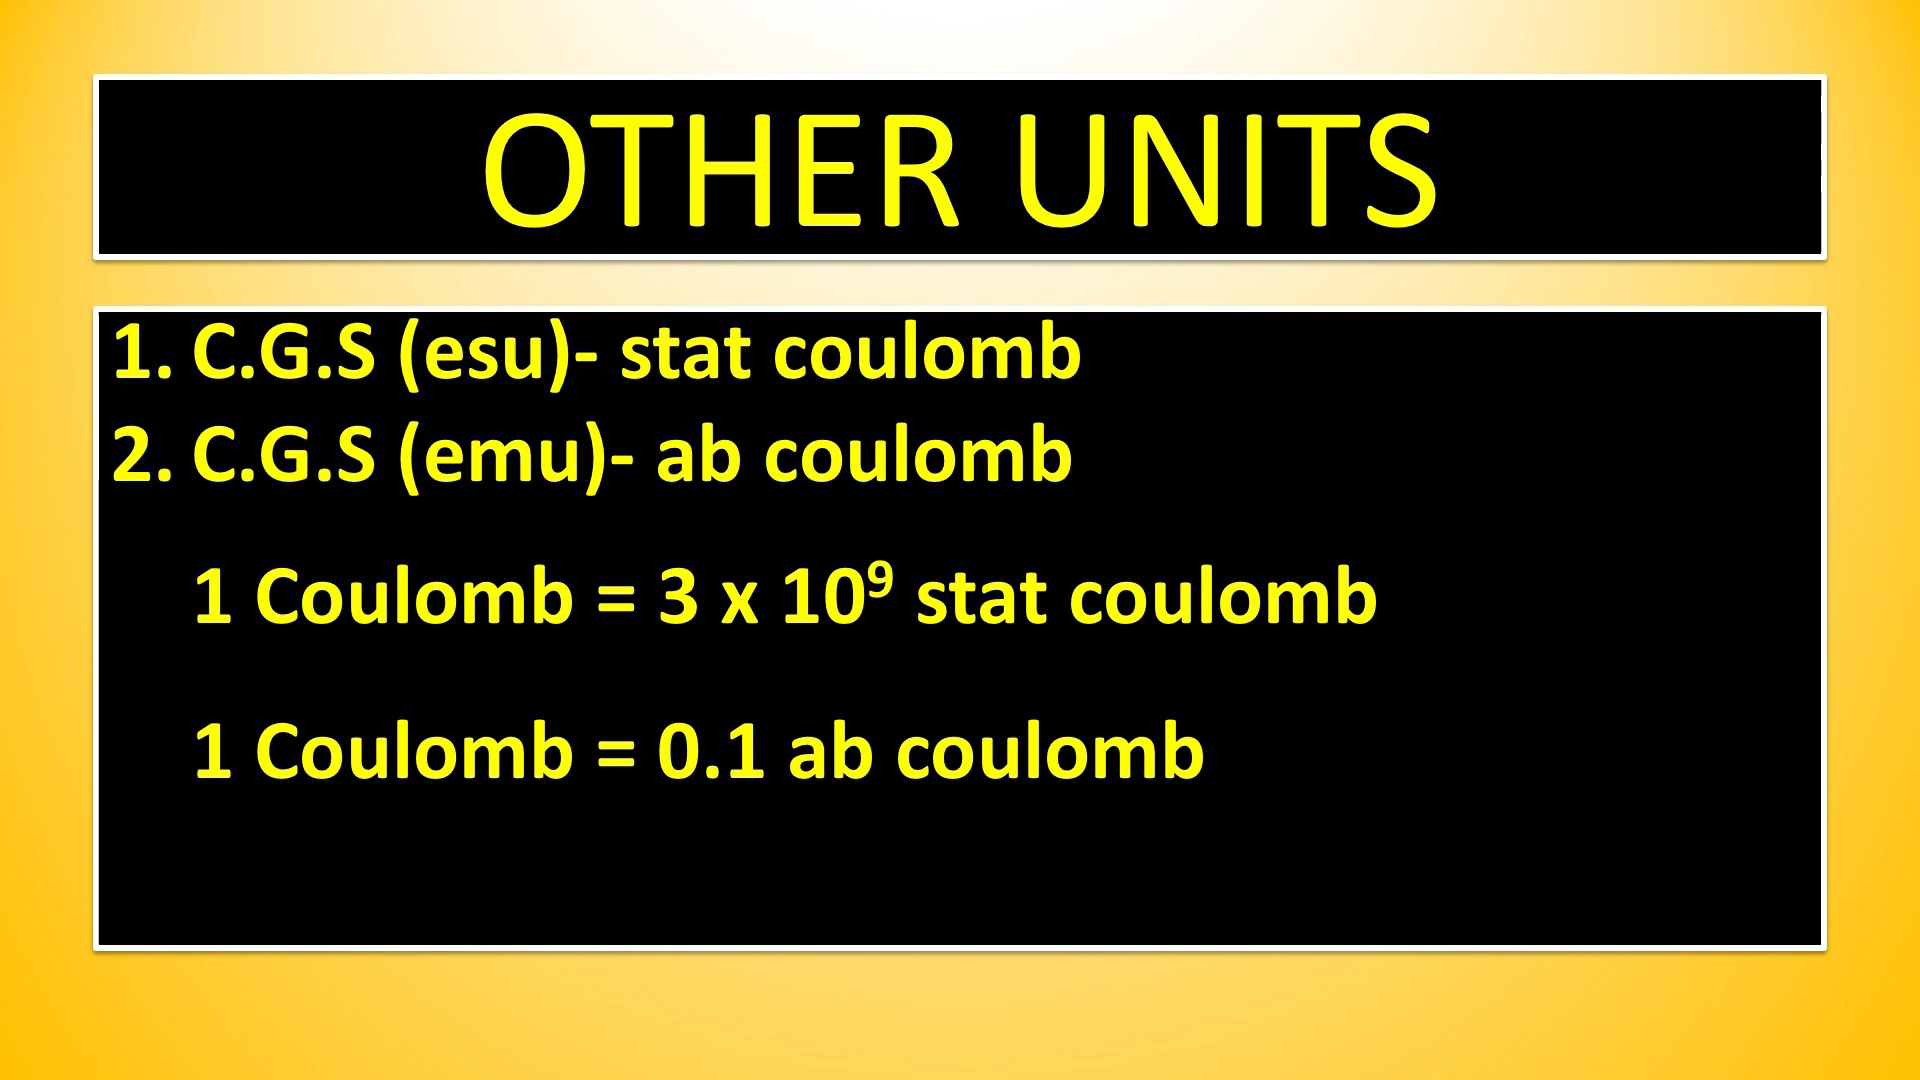 OTHER UNITS
1. C.G.S (esu)- stat coulomb
2. C.G.S (emu)- ab coulomb
1 Coulomb = 3 x 10⁹ stat coulomb
1 Coulomb = 0.1 ab coulomb